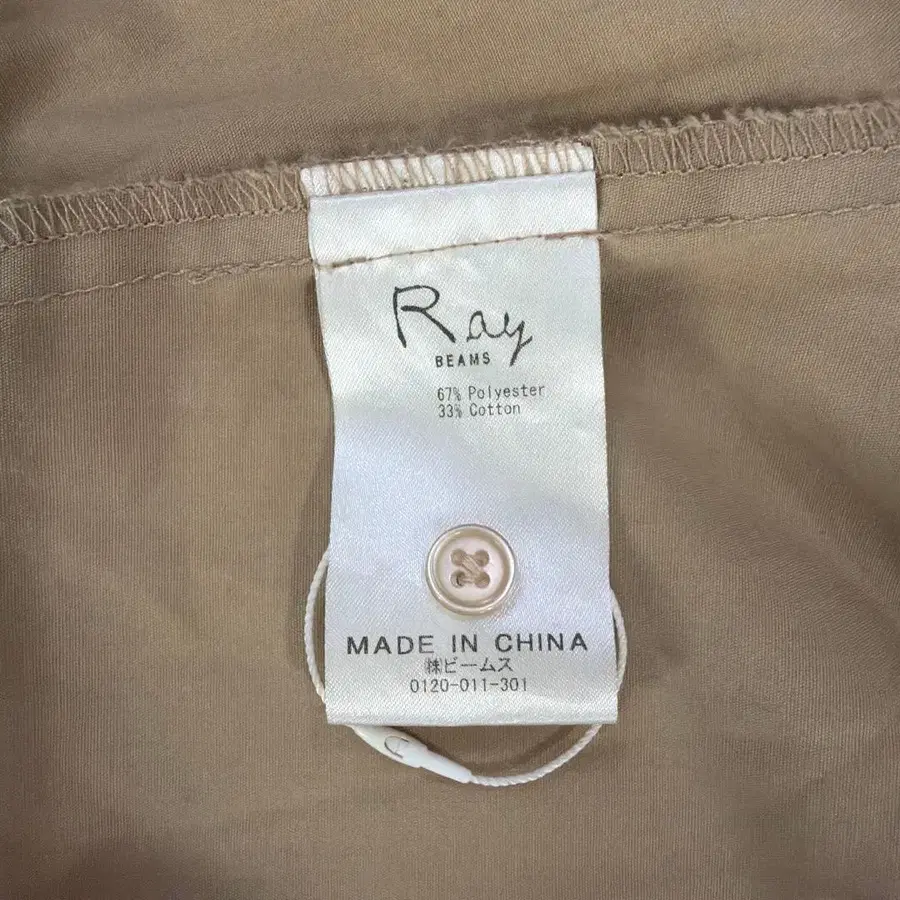 Ray
BEAMS
67% Polyester
33% Cotton
MADE IN CHINA
㈱ビームス
0120-011-301